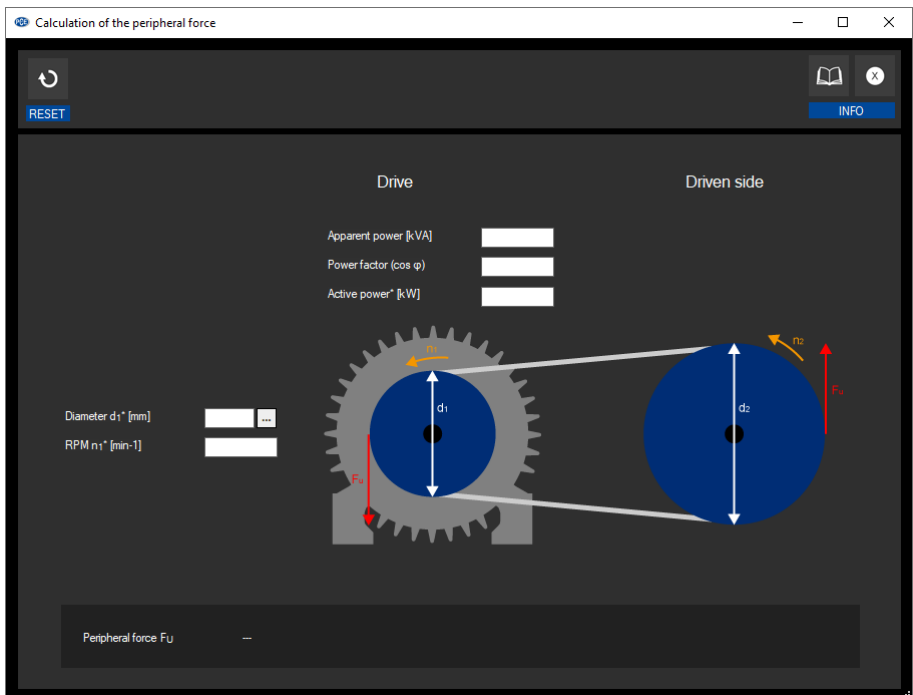 PCE Calculation of the peripheral force
RESET
X
INFO
Drive
Driven side
Apparent power [kVA]
Power factor (cos φ)
Active power* [kW]
n1
n2
d1
d2
Fu
Fu
Diameter d1* [mm]
...
RPM n1* [min-1]
Peripheral force FU
---